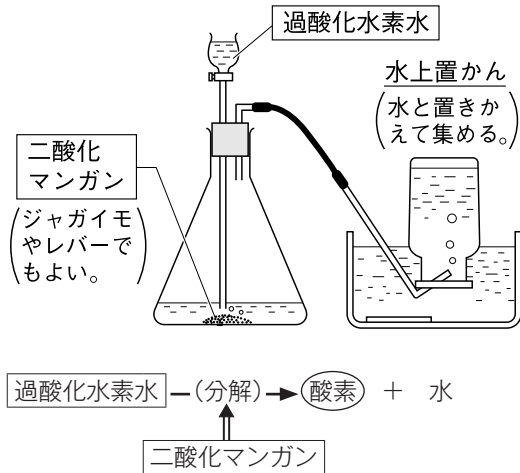 過酸化水素水
水上置かん
(水と置きか
えて集める。)
二酸化
マンガン
(ジャガイモ
やレバーで
もよい。)
過酸化水素水 ―(分解)→ 酸素 + 水
二酸化マンガン